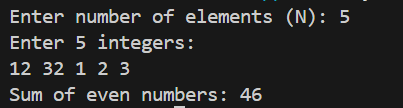 Enter number of elements (N): 5
Enter 5 integers:
12 32 1 2 3
Sum of even numbers: 46